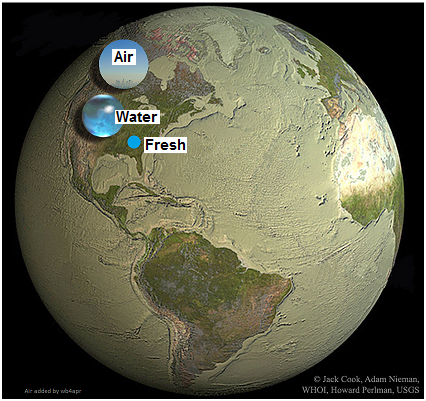 Air
Water
Fresh
© Jack Cook, Adam Nieman,
WHOI, Howard Perlman, USGS
Air added by wb4apr